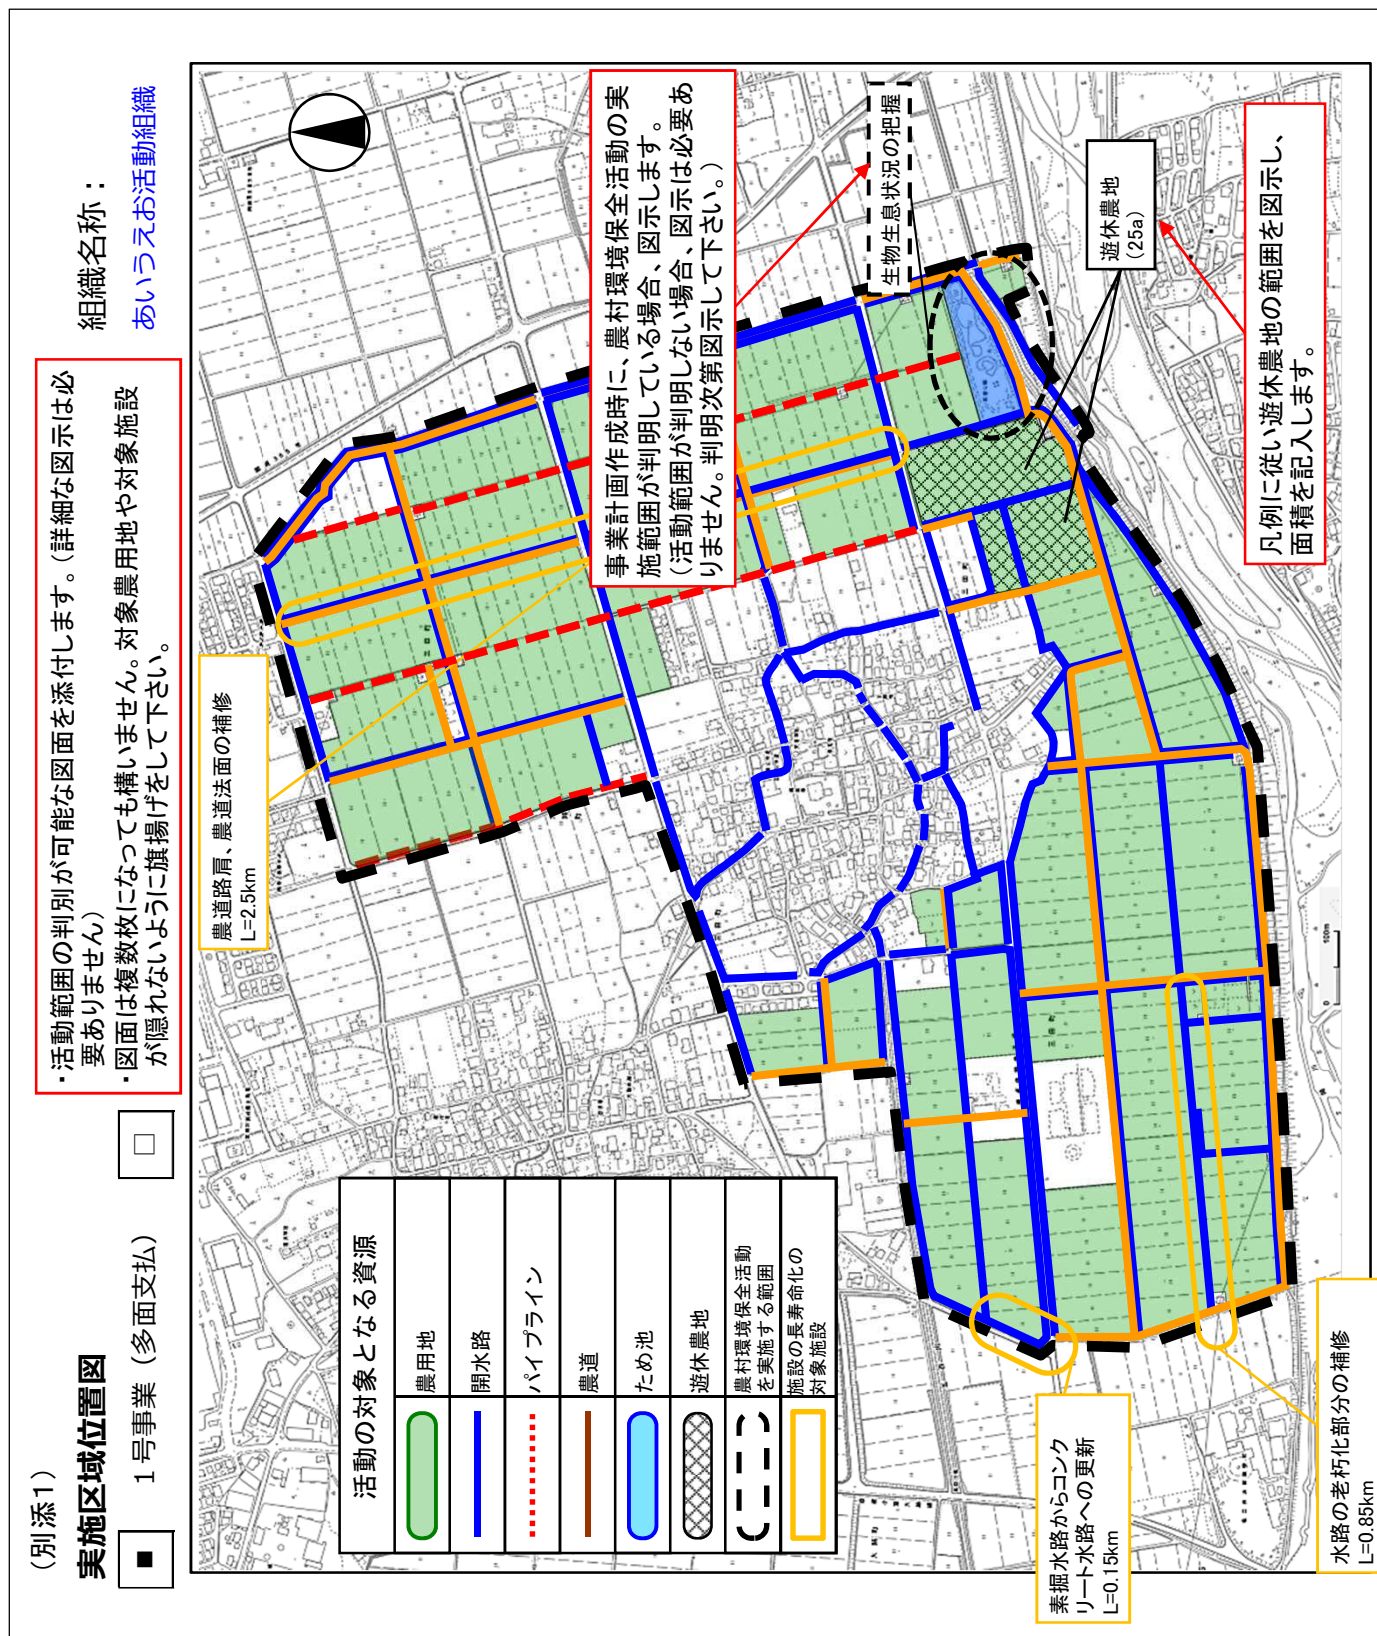 （別添１）
実施区域位置図
■
１号事業（多面支払）
□
・活動範囲の判別が可能な図面を添付します。（詳細な図示は必
要ありません）
・図面は複数枚になっても構いません。対象農用地や対象施設
が隠れないように旗揚げをして下さい。
組織名称：
あいうえお活動組織
農道路肩、農道法面の補修
L=2.5km
事業計画作成時に、農村環境保全活動の実
施範囲が判明している場合、図示します。
（活動範囲が判明しない場合、図示は必要あ
りません。判明次第図示して下さい。）
生物生息状況の把握
遊休農地
(25a)
凡例に従い遊休農地の範囲を図示し、
面積を記入します。
活動の対象となる資源
農用地
開水路
パイプライン
農道
ため池
遊休農地
農村環境保全活動
を実施する範囲
施設の長寿命化の
対象施設
素掘水路からコンク
リート水路への更新
L=0.15km
水路の老朽化部分の補修
L=0.85km
0
100m